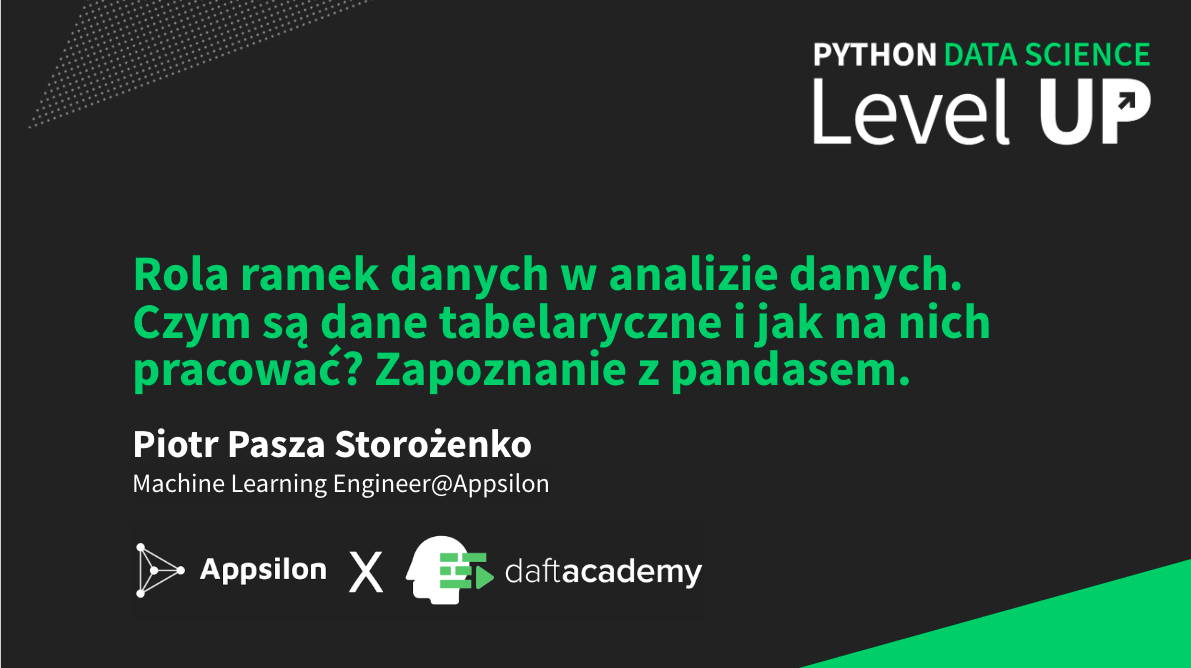 PYTHON DATA SCIENCE
Level UP
Rola ramek danych w analizie danych.
Czym są dane tabelaryczne i jak na nich
pracować? Zapoznanie z pandasem.
Piotr Pasza Storożenko
Machine Learning Engineer@Appsilon
Appsilon X daftacademy